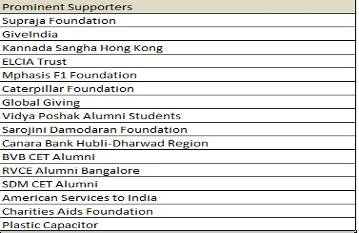 Prominent Supporters
Supraja Foundation
GiveIndia
Kannada Sangha Hong Kong
ELCIA Trust
Mphasis F1 Foundation
Caterpillar Foundation
Global Giving
Vidya Poshak Alumni Students
Sarojini Damodaran Foundation
Canara Bank Hubli-Dharwad Region
BVB CET Alumni
RVCE Alumni Bangalore
SDM CET Alumni
American Services to India
Charities Aids Foundation
Plastic Capacitor